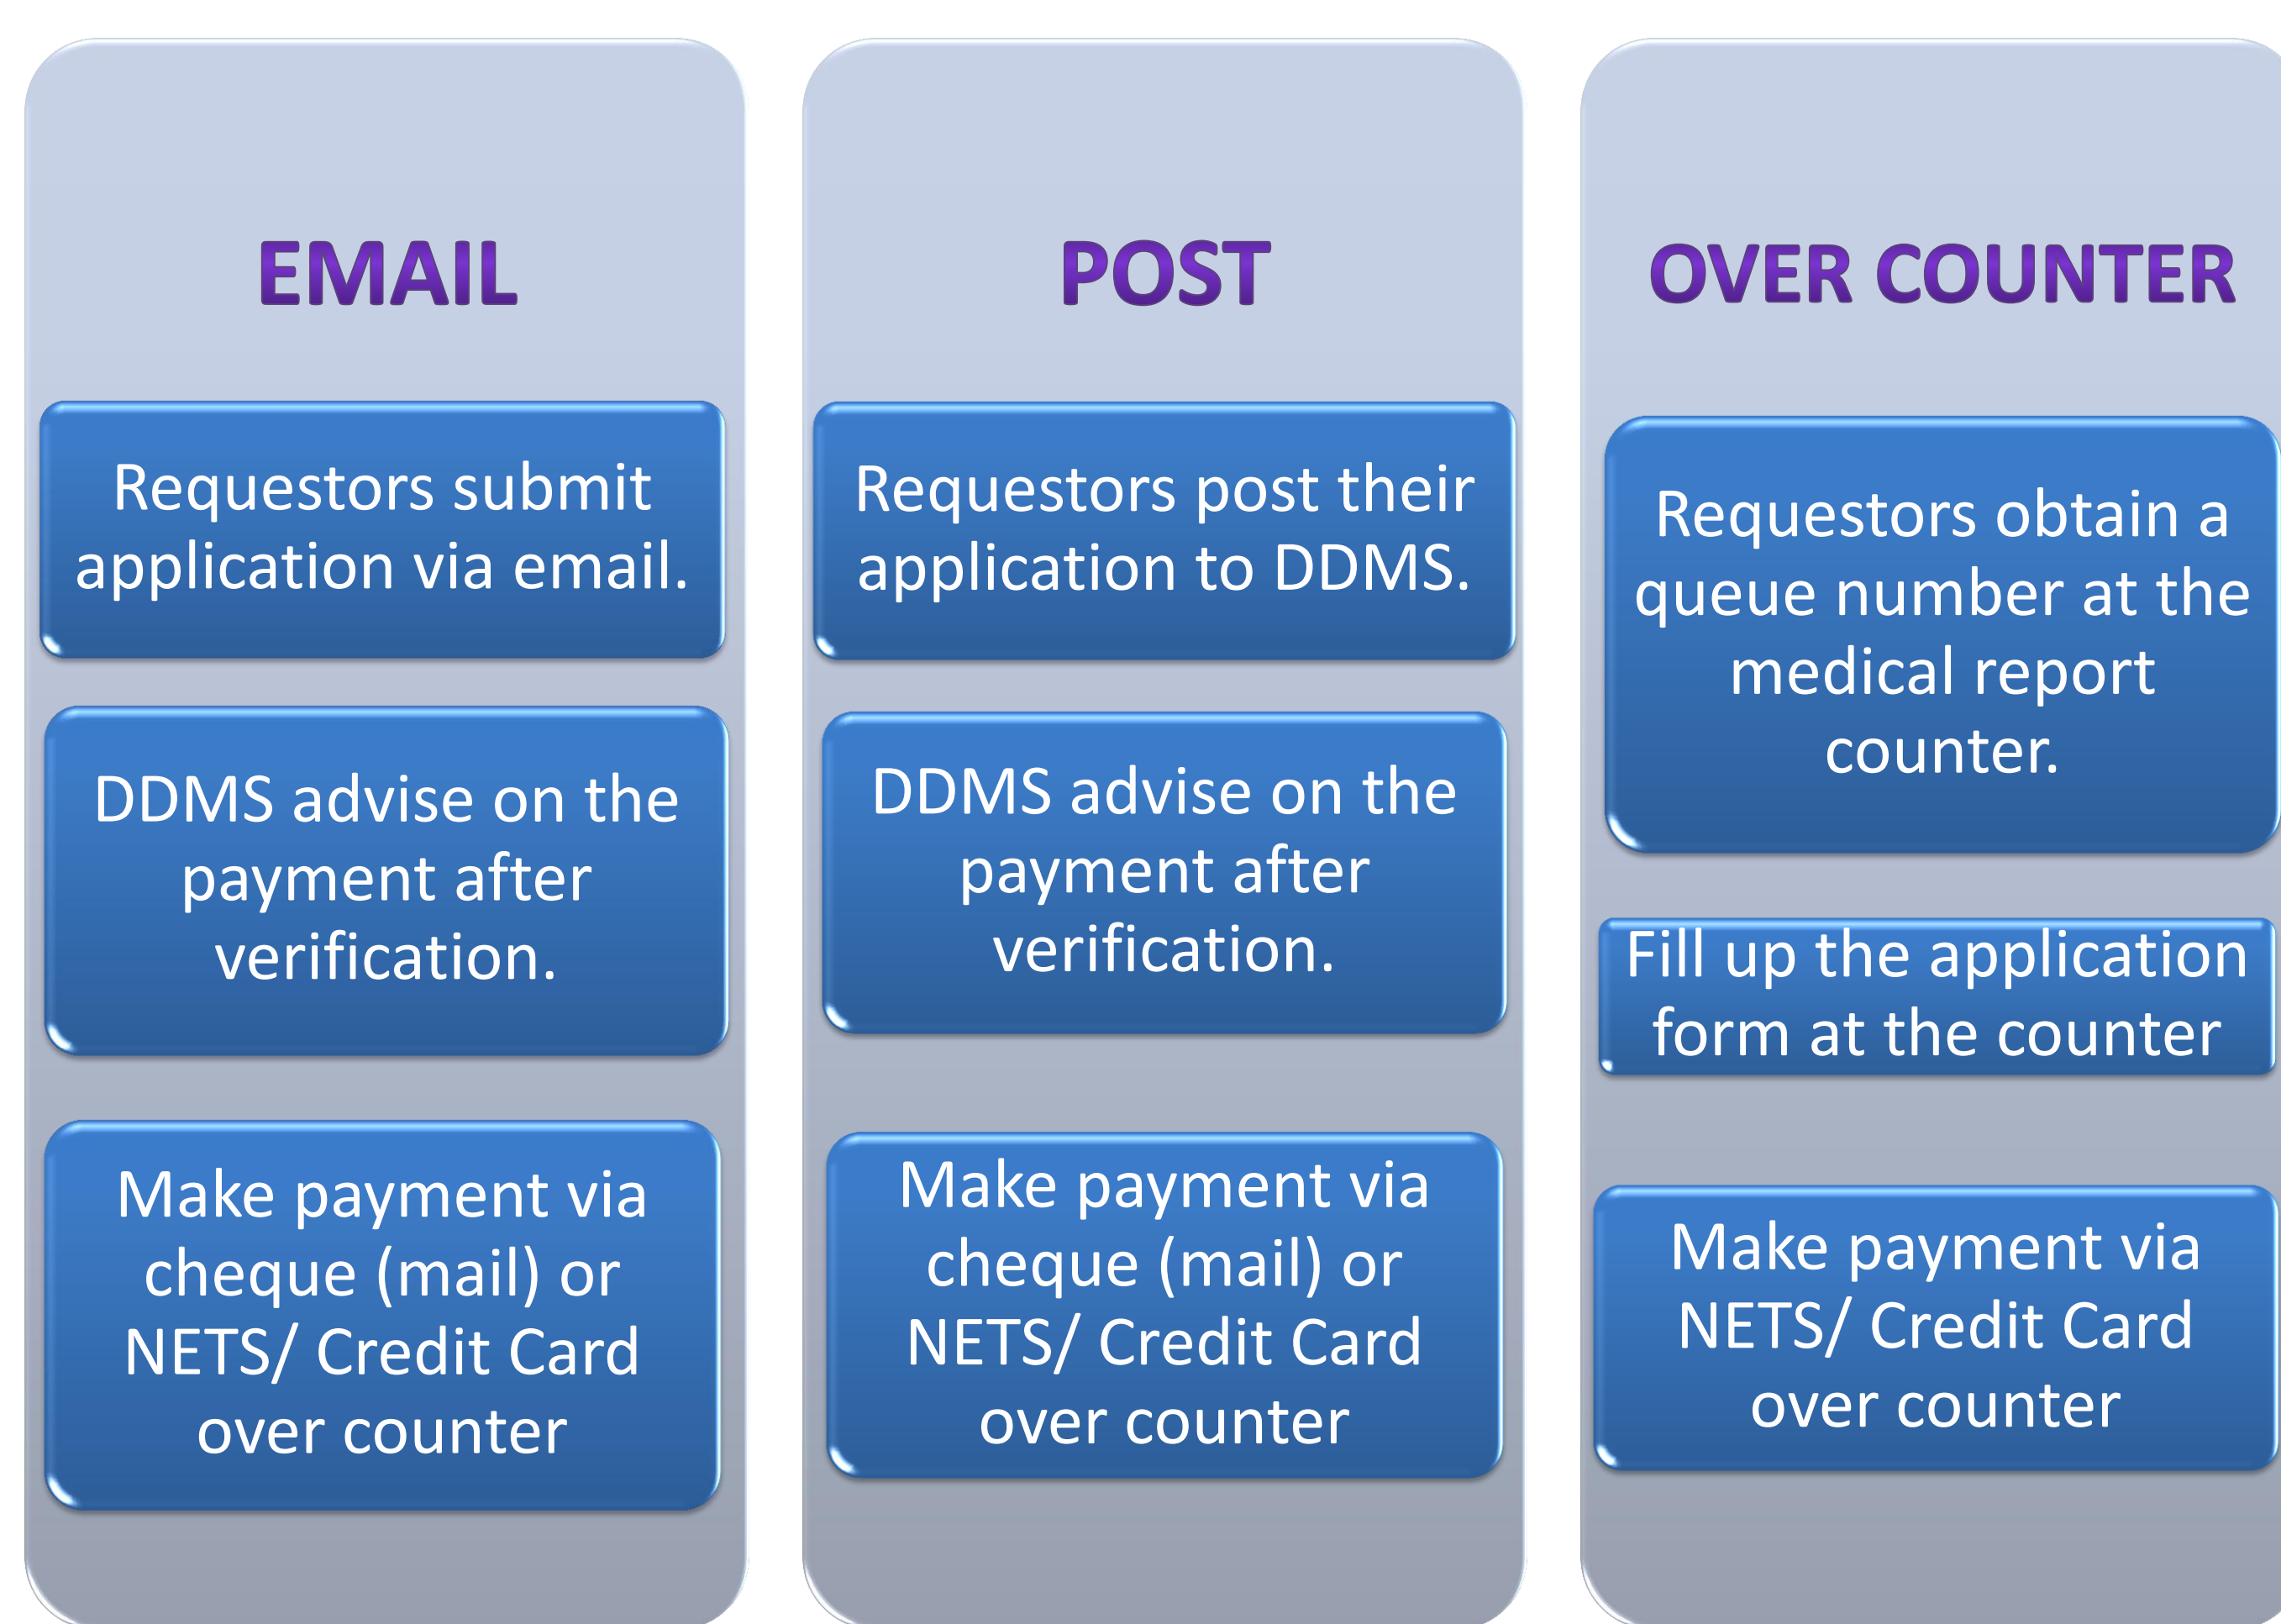 EMAIL
Requestors submit
application via email.
DDMS advise on the
payment after
verification.
Make payment via
cheque (mail) or
NETS/ Credit Card
over counter
POST
Requestors post their
application to DDMS.
DDMS advise on the
payment after
verification.
Make payment via
cheque (mail) or
NETS/ Credit Card
over counter
OVER COUNTER
Requestors obtain a
queue number at the
medical report
counter.
Fill up the application
form at the counter
Make payment via
NETS/ Credit Card
over counter